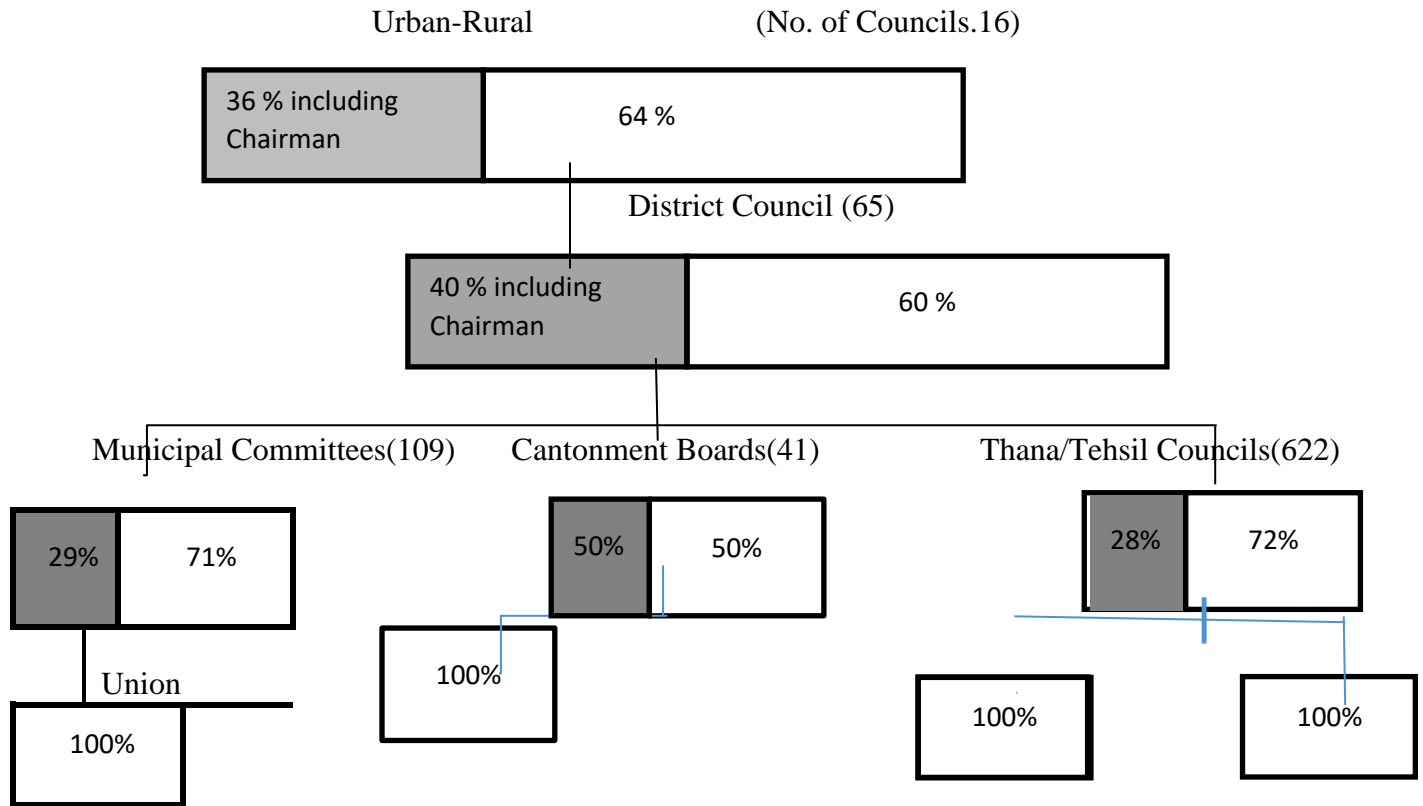 Urban-Rural (No. of Councils.16)
36 % including
Chairman
64 %
District Council (65)
40 % including
Chairman
60 %
Municipal Committees(109) Cantonment Boards(41) Thana/Tehsil Councils(622)
29% 71%
50% 50%
28% 72%
Union
100%
100%
100%
100%